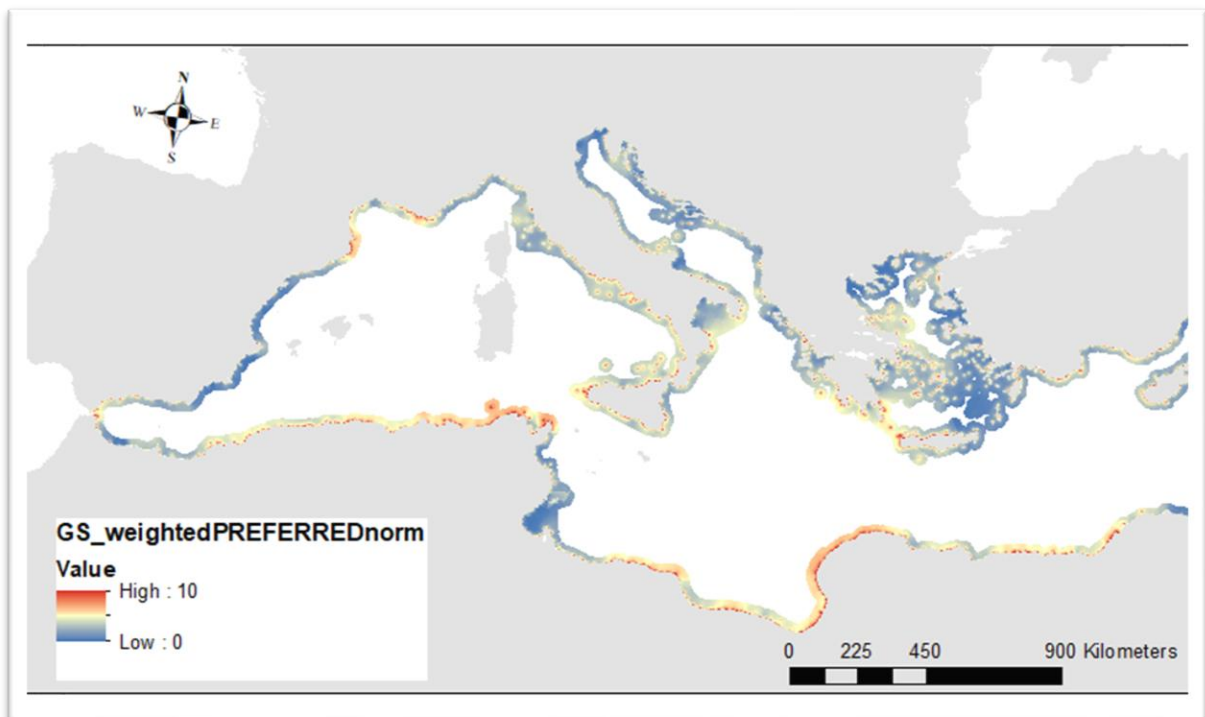 N
W E
S
GS_weightedPREFERREDnorm
Value
High : 10
Low : 0
0 225 450 900 Kilometers